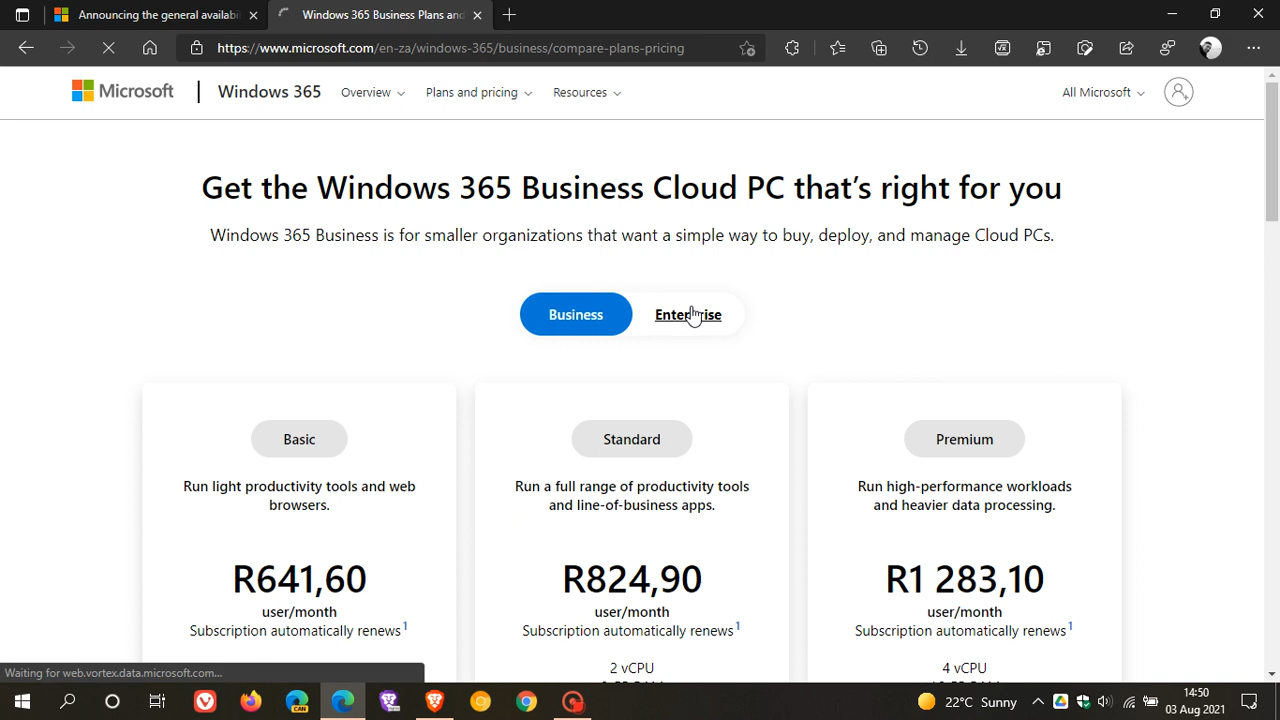 Announcing the general availabi
Windows 365 Business Plans and
https://www.microsoft.com/en-za/windows-365/business/compare-plans-pricing
Microsoft
Windows 365
Overview
Plans and pricing
Resources
All Microsoft
Get the Windows 365 Business Cloud PC that's right for you
Windows 365 Business is for smaller organizations that want a simple way to buy, deploy, and manage Cloud PCs.
Business
Enterprise
Basic
Run light productivity tools and web
browsers.
R641,60
user/month
Subscription automatically renews1
Standard
Run a full range of productivity tools
and line-of-business apps.
R824,90
user/month
Subscription automatically renews1
2 vCPU
Premium
Run high-performance workloads
and heavier data processing.
R1 283,10
user/month
Subscription automatically renews1
4 vCPU
Waiting for web.vortex.data.microsoft.com...
CAN
22°C Sunny
14:50
03 Aug 2021